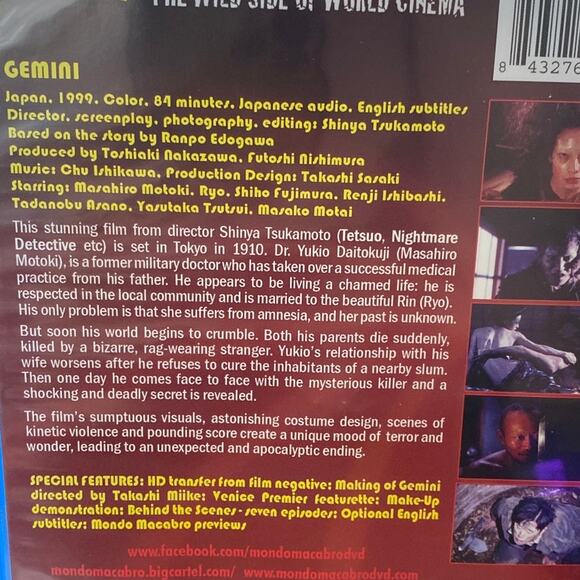 THE WILD SIDE OF WORLD CINEMA
8 43276
GEMINI
Japan, 1999, Color, 84 minutes, Japanese audio, English subtitles
Director, screenplay, photography, editing: Shinya Tsukamoto
Based on the story by Ranpo Edogawa
Produced by Toshiaki Nakazawa, Futoshi Nishimura
Music: Chu Ishikawa, Production Design: Takashi Sasaki
Starring: Masahiro Motoki, Ryo, Shiho Fujimura, Renji Ishibashi,
Tadanobu Asano, Yasutaka Tsutsui, Masako Motai
This stunning film from director Shinya Tsukamoto (Tetsuo, Nightmare
Detective etc) is set in Tokyo in 1910. Dr. Yukio Daitokuji (Masahiro
Motoki), is a former military doctor who has taken over a successful medical
practice from his father. He appears to be living a charmed life: he is
respected in the local community and is married to the beautiful Rin (Ryo).
His only problem is that she suffers from amnesia, and her past is unknown.
But soon his world begins to crumble. Both his parents die suddenly,
killed by a bizarre, rag-wearing stranger. Yukio's relationship with his
wife worsens after he refuses to cure the inhabitants of a nearby slum.
Then one day he comes face to face with the mysterious killer and a
shocking and deadly secret is revealed.
The film's sumptuous visuals, astonishing costume design, scenes of
kinetic violence and pounding score create a unique mood of terror and
wonder, leading to an unexpected and apocalyptic ending.
SPECIAL FEATURES: HD transfer from film negative; Making of Gemini
directed by Takashi Miike; Venice Premier featurette; Make-Up
demonstration; Behind the Scenes - seven episodes; Optional English
subtitles; Mondo Macabro previews
www.facebook.com/mondomacabrodvd
mondomacabro.bigcartel.com/ www.mondomacabrodvd.com